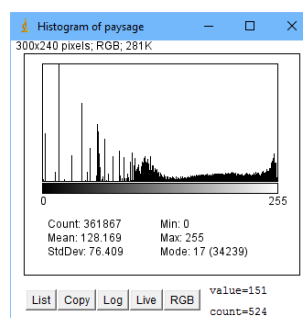 Histogram of paysage
300x240 pixels; RGB; 281K
0 255
Count: 361867 Min: 0
Mean: 128.169 Max: 255
StdDev: 76.409 Mode: 17 (34239)
List Copy Log Live RGB value=151
count=524